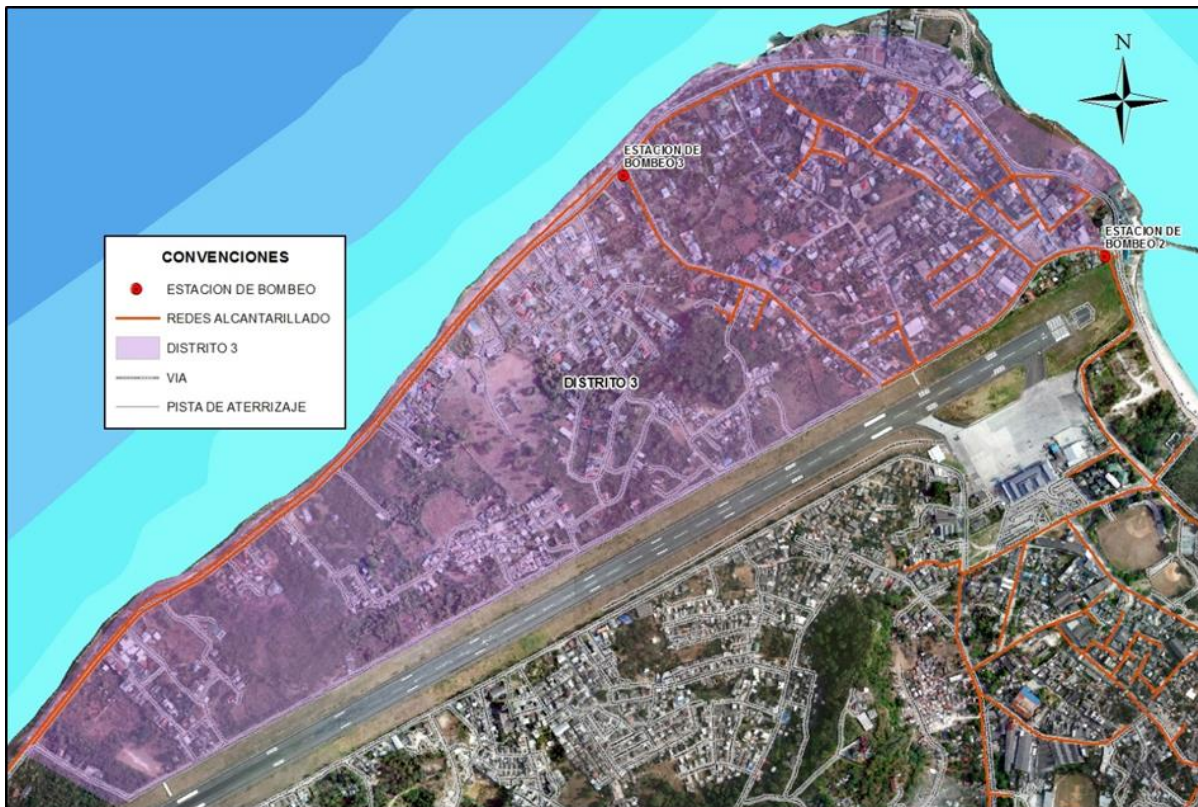 N
ESTACION DE
BOMBEO 3
ESTACION DE
BOMBEO 2
CONVENCIONES
ESTACION DE BOMBEO
REDES ALCANTARILLADO
DISTRITO 3
VIA
PISTA DE ATERRIZAJE
DISTRITO 3